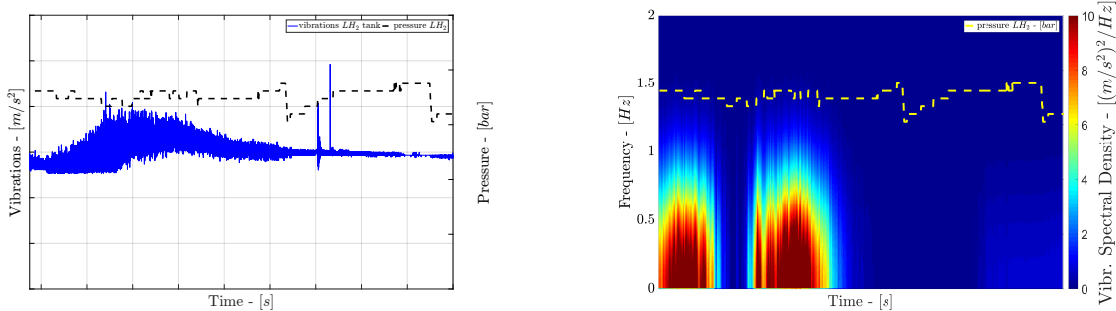 vibrations LH2 tank pressure LH2
Vibrations - [m/s2]
Pressure - [bar]
Time - [s]
pressure LH2 - [bar]
2
1.5
1
0.5
0
Frequency - [Hz]
Time - [s]
10
8
6
4
2
0
Vibr. Spectral Density - [(m/s2)2/Hz]